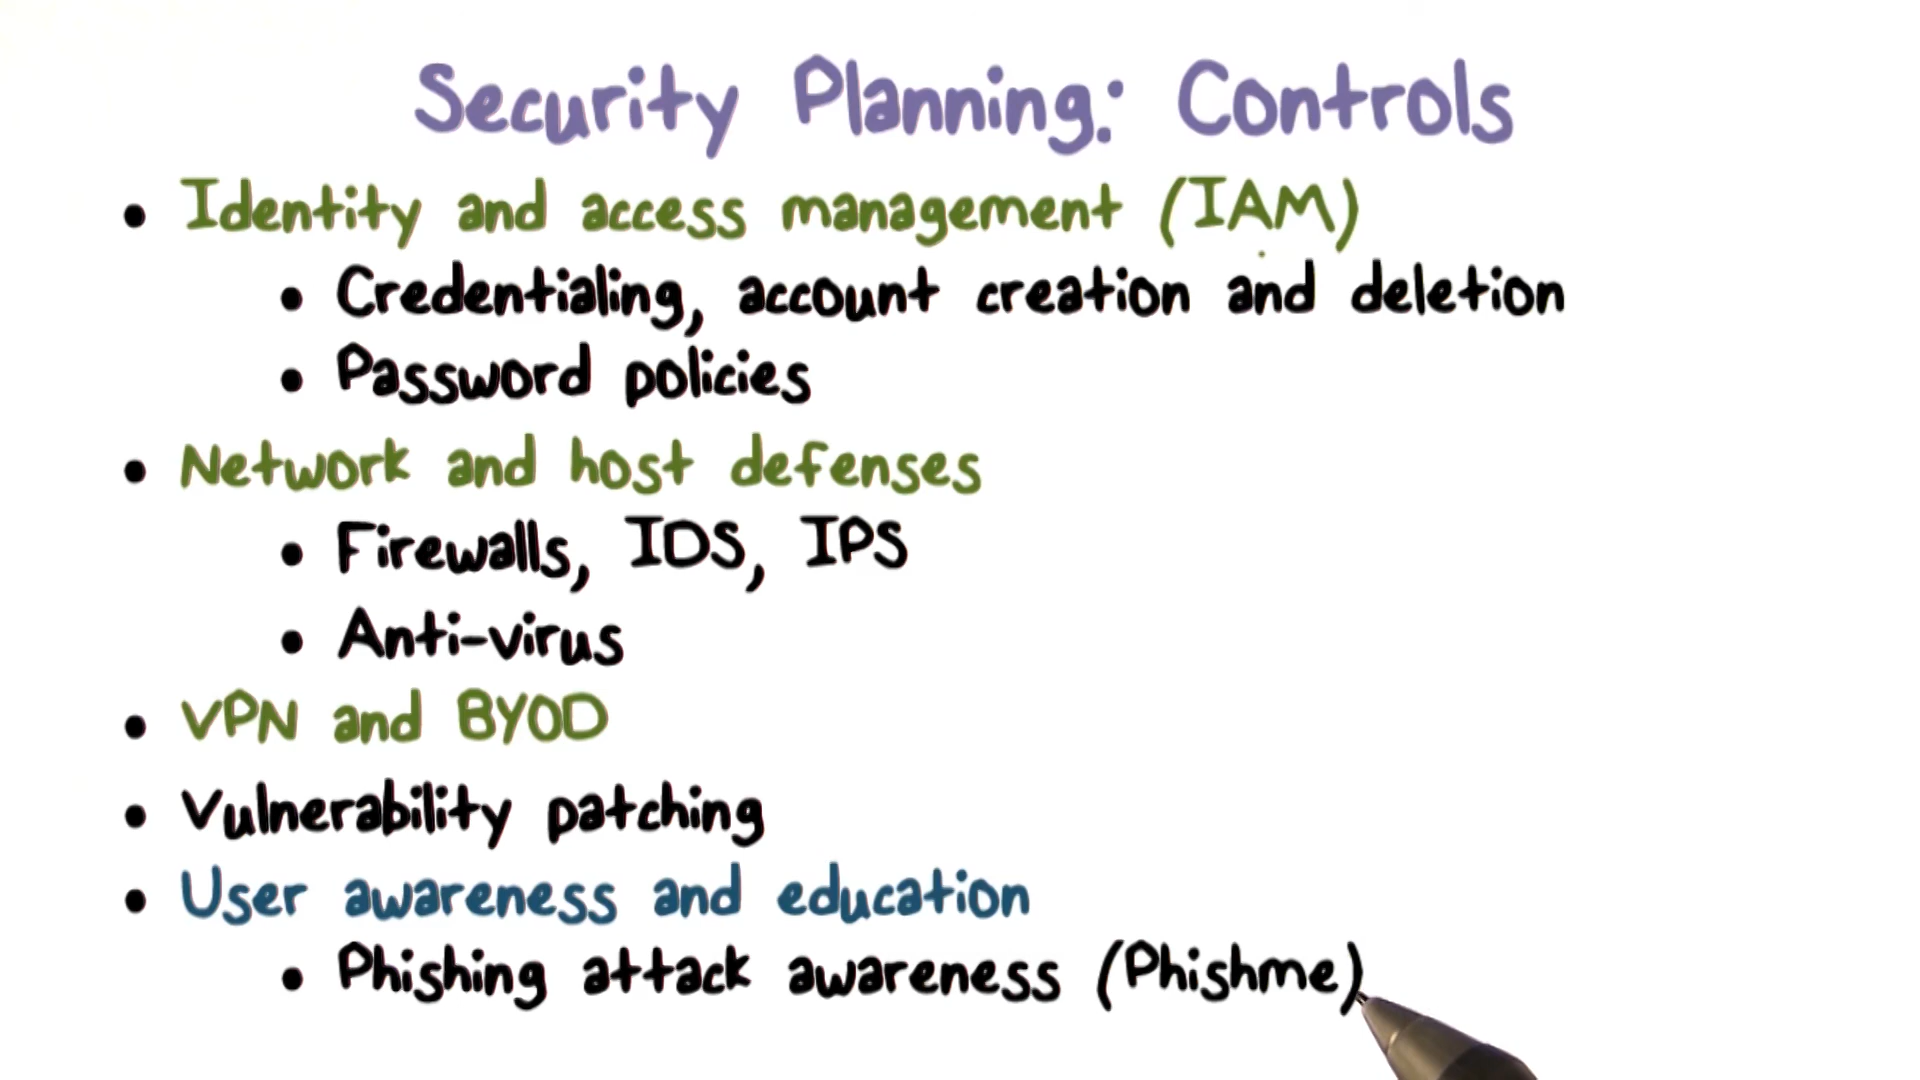 Security Planning: Controls
• Identity and access management (IAM)
• Credentialing, account creation and deletion
• Password policies
• Network and host defenses
• Firewalls, IDS, IPS
• Anti-virus
• VPN and BYOD
• Vulnerability patching
• User awareness and education
• Phishing attack awareness (Phishme)